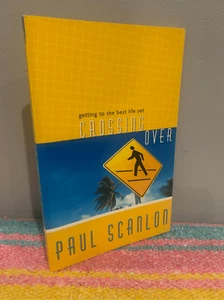 getting to the best life yet
CROSSING
OVER
PAUL SCANLON